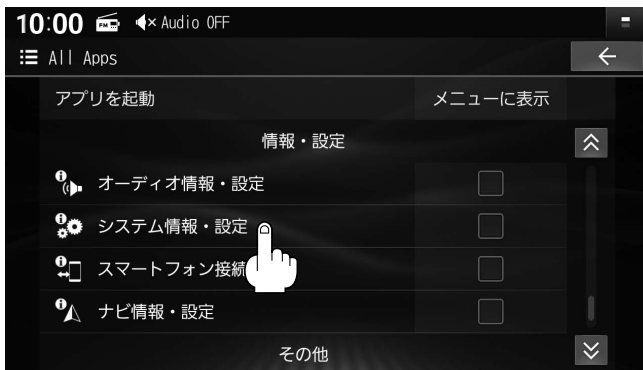 10:00 FM Audio OFF
All Apps
アプリを起動 メニューに表示
情報・設定
オーディオ情報・設定
システム情報・設定
スマートフォン接続
ナビ情報・設定
その他